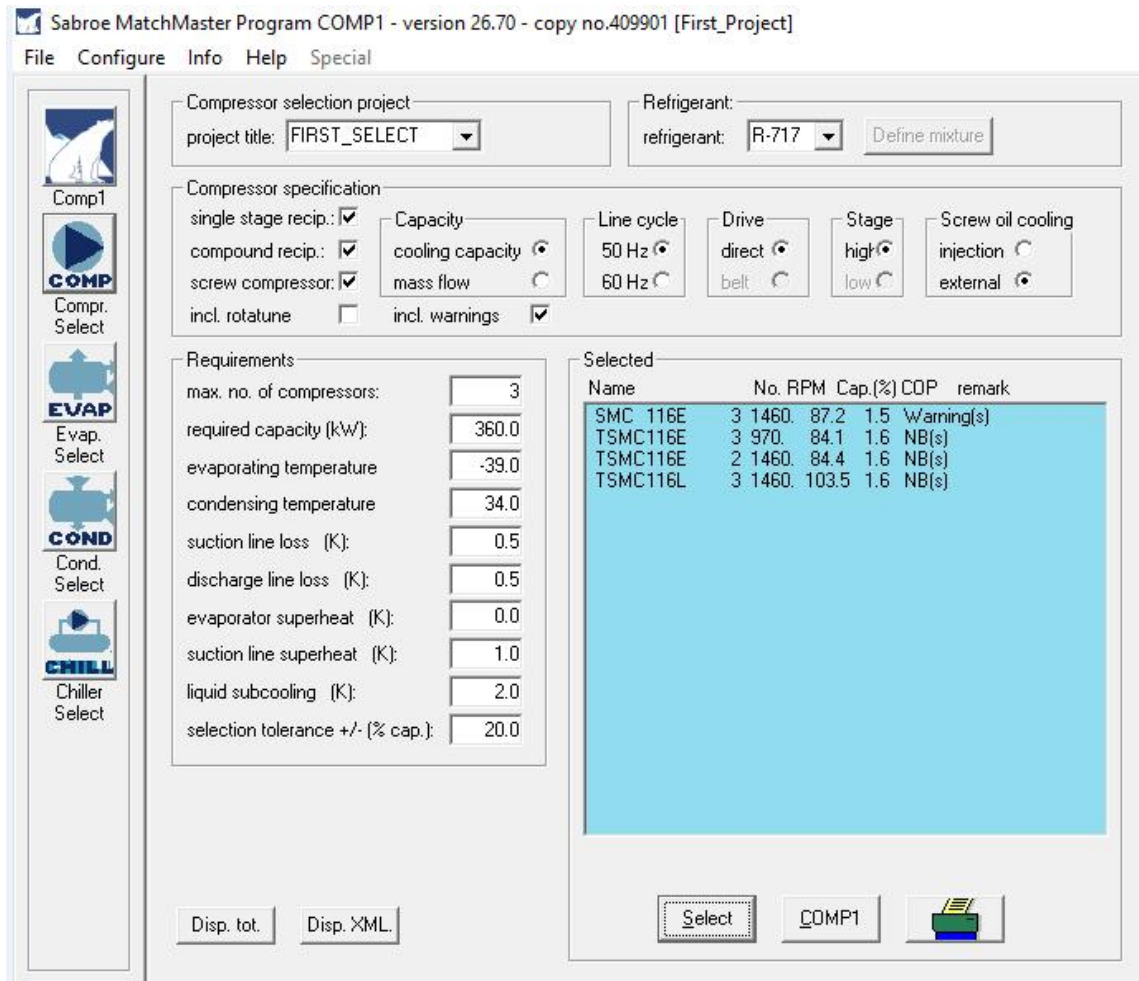 Sabroe MatchMaster Program COMP1 - version 26.70 - copy no.409901 [First_Project]
File Configure Info Help Special
Comp1
COMP
Compr.
Select
EVAP
Evap.
Select
COND
Cond.
Select
CHILL
Chiller
Select
Compressor selection project
project title: FIRST_SELECT
Refrigerant:
refrigerant: R-717 Define mixture
Compressor specification
single stage recip.:
compound recip.:
screw compressor:
incl. rotatune
incl. warnings
Capacity
cooling capacity
mass flow
Line cycle
50 Hz
60 Hz
Drive
direct
belt
Stage
high
low
Screw oil cooling
injection
external
Requirements
max. no. of compressors: 3
required capacity (kW): 360.0
evaporating temperature -39.0
condensing temperature 34.0
suction line loss (K): 0.5
discharge line loss (K): 0.5
evaporator superheat (K): 0.0
suction line superheat (K): 1.0
liquid subcooling (K): 2.0
selection tolerance +/- (% cap.): 20.0
Selected
Name No. RPM Cap.(%) COP remark
SMC 116E 3 1460. 87.2 1.5 Warning(s)
TSMC116E 3 970. 84.1 1.6 NB(s)
TSMC116E 2 1460. 84.4 1.6 NB(s)
TSMC116L 3 1460. 103.5 1.6 NB(s)
Disp. tot. Disp. XML.
Select COMP1